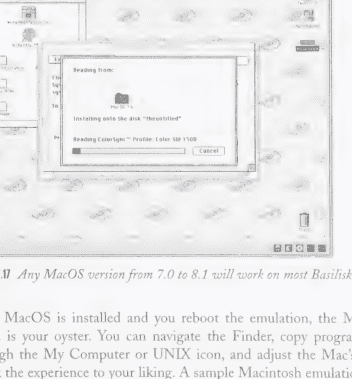 Reading from:
Installing onto the disk "theuntitled"
Reading ColorSync™ Profile: Color SW 1500
Cancel
.17 Any MacOS version from 7.0 to 8.1 will work on most Basilisk
MacOS is installed and you reboot the emulation, the M
is your oyster. You can navigate the Finder, copy progra
gh the My Computer or UNIX icon, and adjust the Mac's
the experience to your liking. A sample Macintosh emulatio